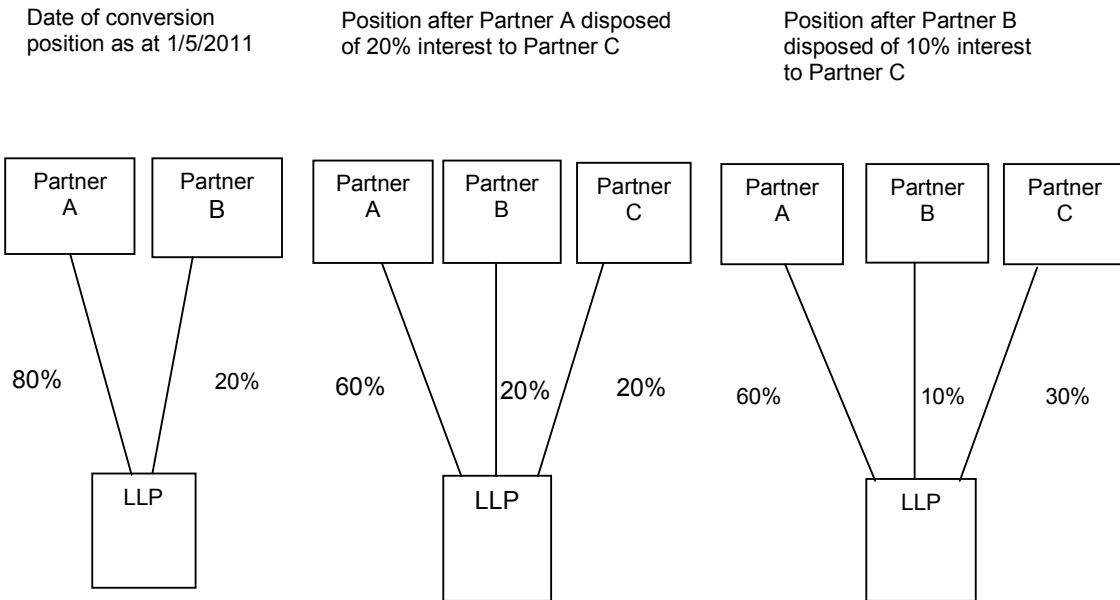 Date of conversion
position as at 1/5/2011
Position after Partner A disposed
of 20% interest to Partner C
Position after Partner B
disposed of 10% interest
to Partner C
Partner
A
Partner
B
Partner
A
Partner
B
Partner
C
Partner
A
Partner
B
Partner
C
80%
20%
60%
20%
20%
60%
10%
30%
LLP
LLP
LLP